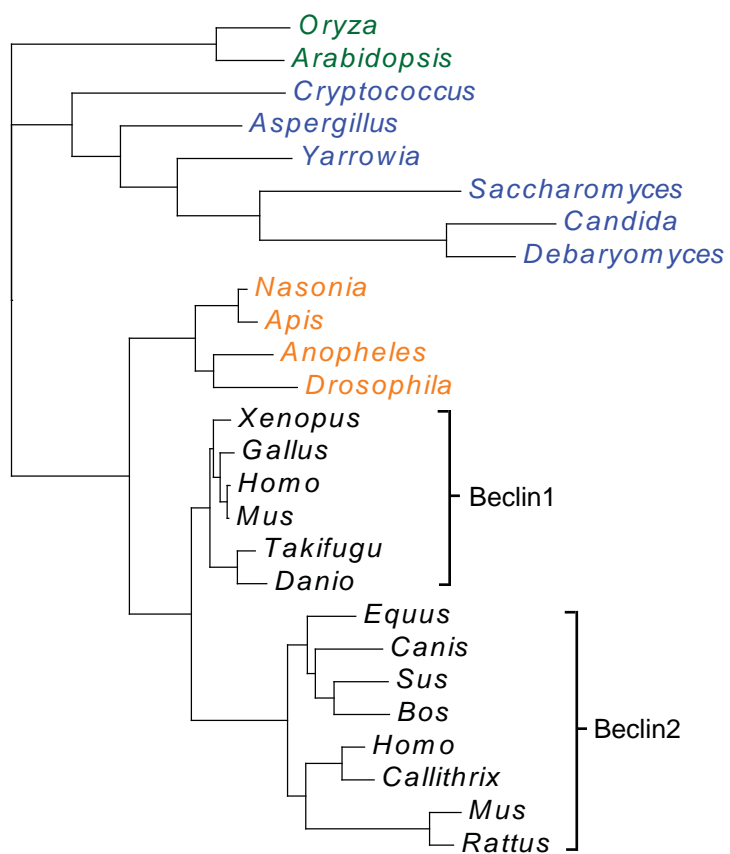 Oryza
Arabidopsis
Cryptococcus
Aspergillus
Yarrowia
Saccharomyces
Candida
Debaryomyces
Nasonia
Apis
Anopheles
Drosophila
Xenopus
Gallus
Homo
Beclin1
Mus
Takifugu
Danio
Equus
Canis
Sus
Bos
Beclin2
Homo
Callithrix
Mus
Rattus